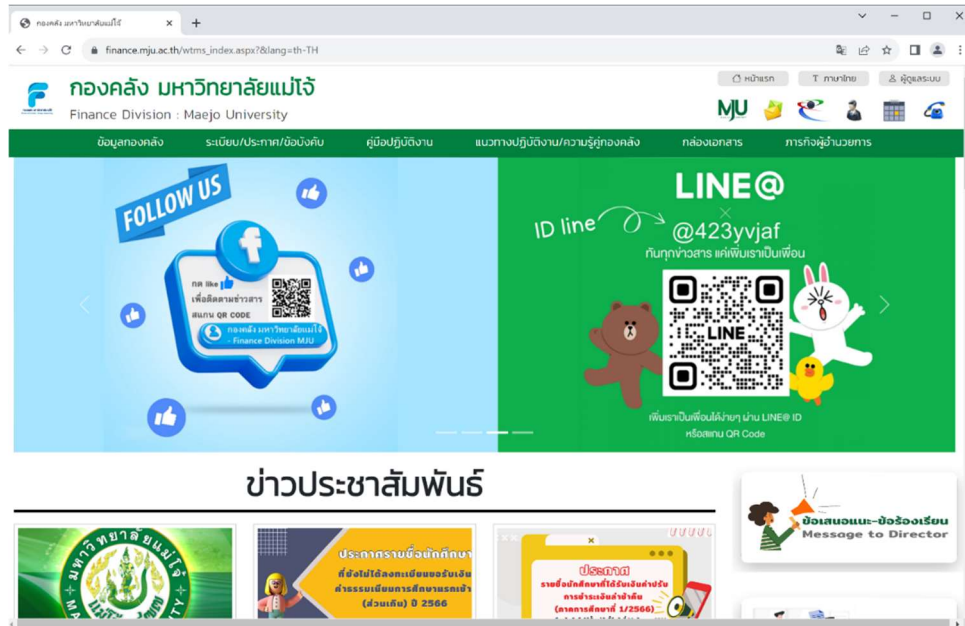 กองคลัง มหาวิทยาลัยแม่โจ้
finance.mju.ac.th/wtms_index.aspx?&lang=th-TH
กองคลัง มหาวิทยาลัยแม่โจ้
Finance Division : Maejo University
หน้าแรก
T ภาษาไทย
ผู้ดูแลระบบ
MJU
ข้อมูลกองคลัง
ระเบียบ/ประกาศ/ข้อบังคับ
คู่มือปฏิบัติงาน
แนวทางปฏิบัติงาน/ความรู้คู่กองคลัง
กล่องเอกสาร
ภารกิจผู้อำนวยการ
FOLLOW US
กด like
เพื่อติดตามข่าวสาร
สแกน QR CODE
กองคลัง มหาวิทยาลัยแม่โจ้
- Finance Division MJU
LINE@
ID line
@423yvjaf
ทันทุกข่าวสาร แค่เพิ่มเราเป็นเพื่อน
LINE
เพิ่มเราเป็นเพื่อนได้ง่ายๆ ผ่าน LINE@ ID
หรือสแกน QR Code
ข่าวประชาสัมพันธ์
ข้อเสนอแนะ-ข้อร้องเรียน
Message to Director
มหาวิทยาลัยแม่โจ้
ประกาศรายชื่อนักศึกษา
ที่ยังไม่ได้ลงทะเบียนขอรับเงิน
ค่าธรรมเนียมการศึกษาแรกเข้า
(ส่วนเกิน) ปี 2566
ประกาศ
รายชื่อนักศึกษาที่ได้รับเงินค่าปรับ
การชำระเงินล่าช้าคืน
(ภาคการศึกษาที่ 1/2566)